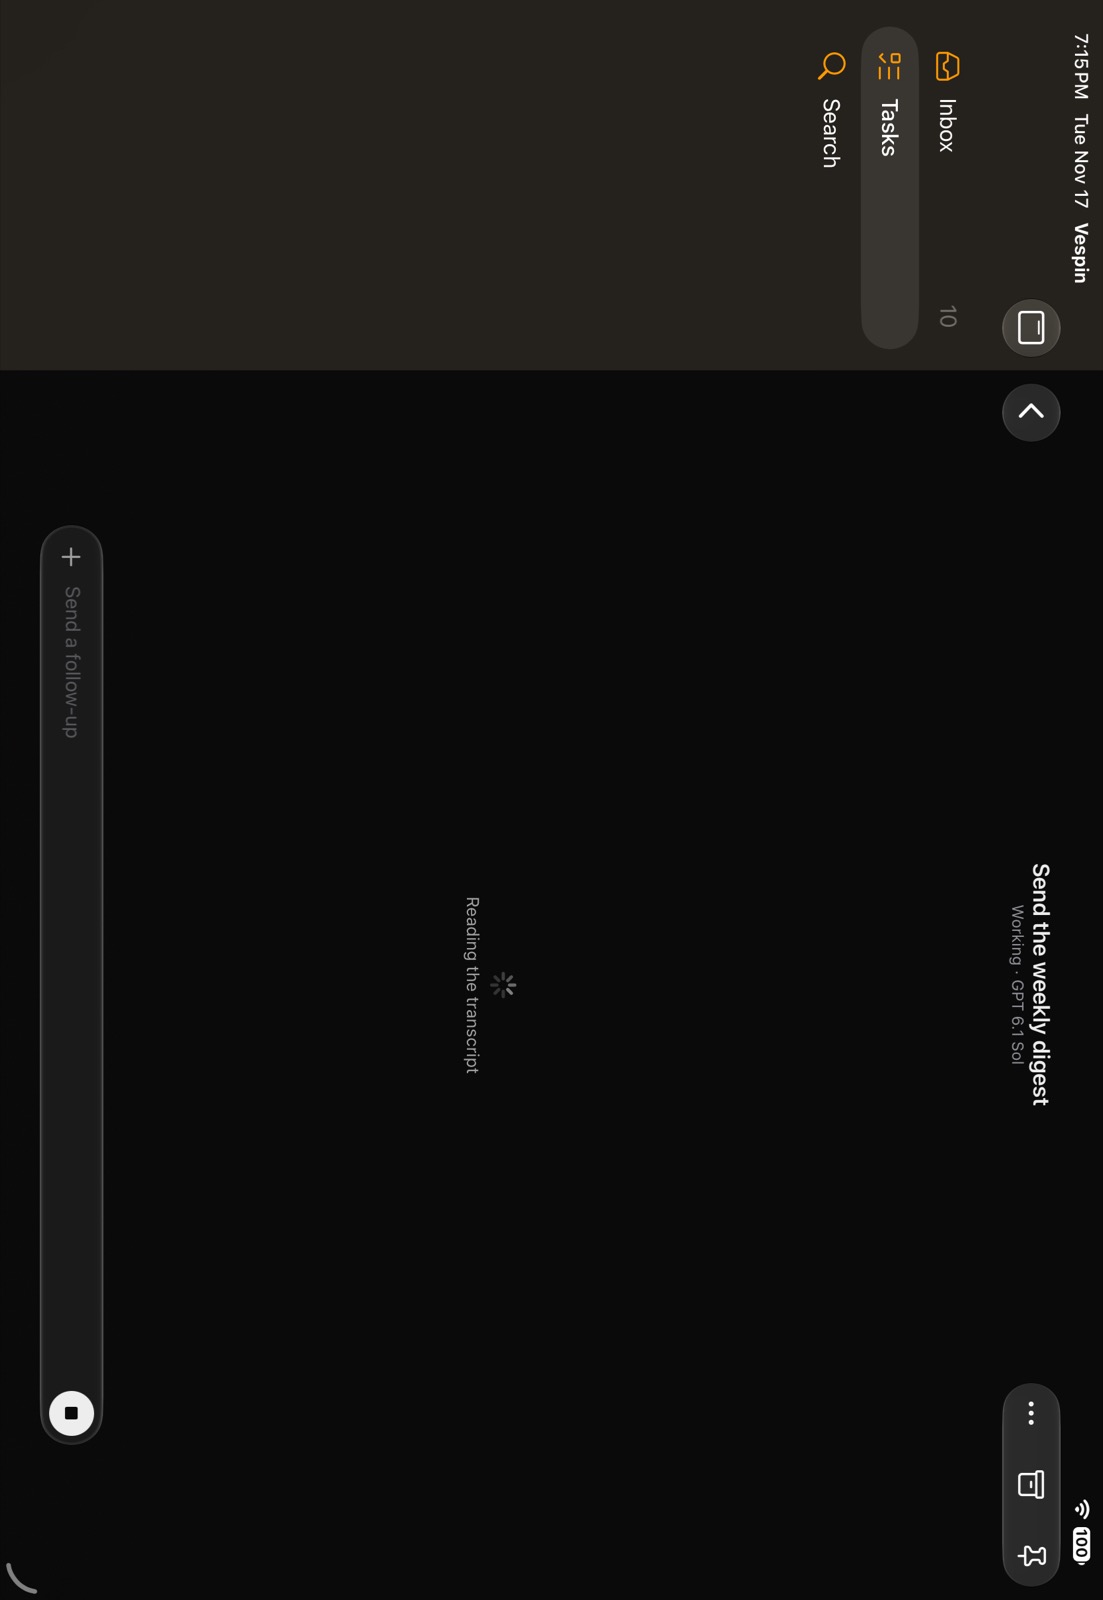 7:15 PM Tue Nov 17 Vespin
100
Send the weekly digest
Working · GPT 6.1 Sol
Inbox 10
Tasks
Search
Reading the transcript
Send a follow-up